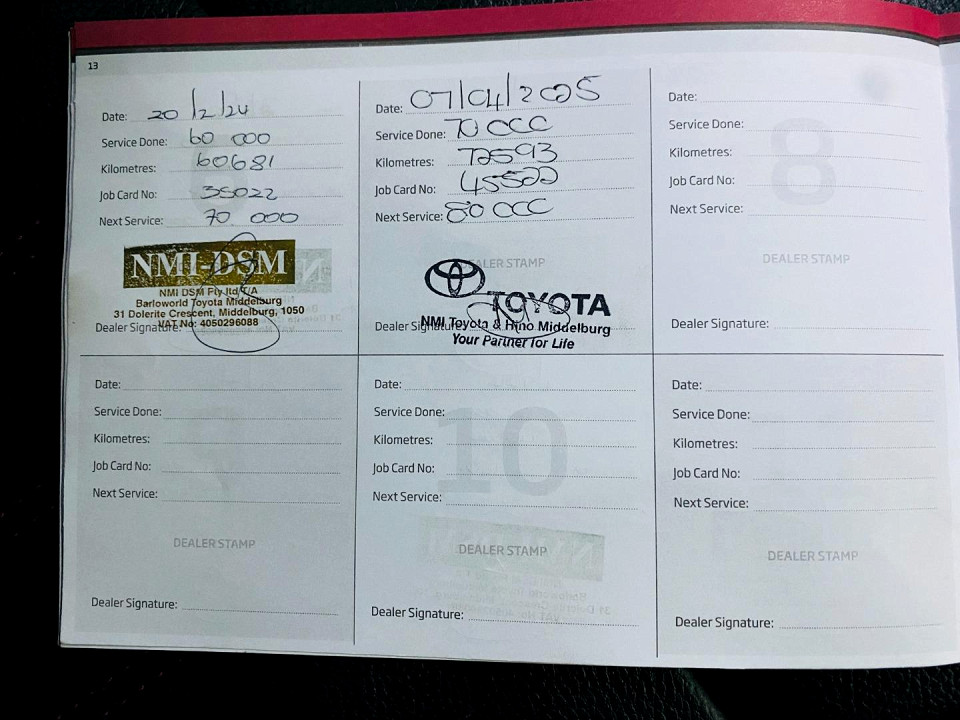 13
Date: 20/2/24
Service Done: 60 000
Kilometres: 60681
Job Card No: 35022
Next Service: 70 000
NMI-DSM
NMI DSM Pty ltd T/A
Barloworld Toyota Middelburg
31 Dolerite Crescent, Middelburg, 1050
VAT No: 4050296088
Dealer Signature:
Date: 07/04/2025
Service Done: 70 000
Kilometres: 72593
Job Card No: 45522
Next Service: 80 000
DEALER STAMP
TOYOTA
NMI Toyota & Hino Middelburg
Your Partner for Life
Dealer Signature:
8
Date:
Service Done:
Kilometres:
Job Card No:
Next Service:
DEALER STAMP
Dealer Signature:
Date:
Service Done:
Kilometres:
Job Card No:
Next Service:
DEALER STAMP
Dealer Signature:
10
Date:
Service Done:
Kilometres:
Job Card No:
Next Service:
DEALER STAMP
Dealer Signature:
Date:
Service Done:
Kilometres:
Job Card No:
Next Service:
DEALER STAMP
Dealer Signature: